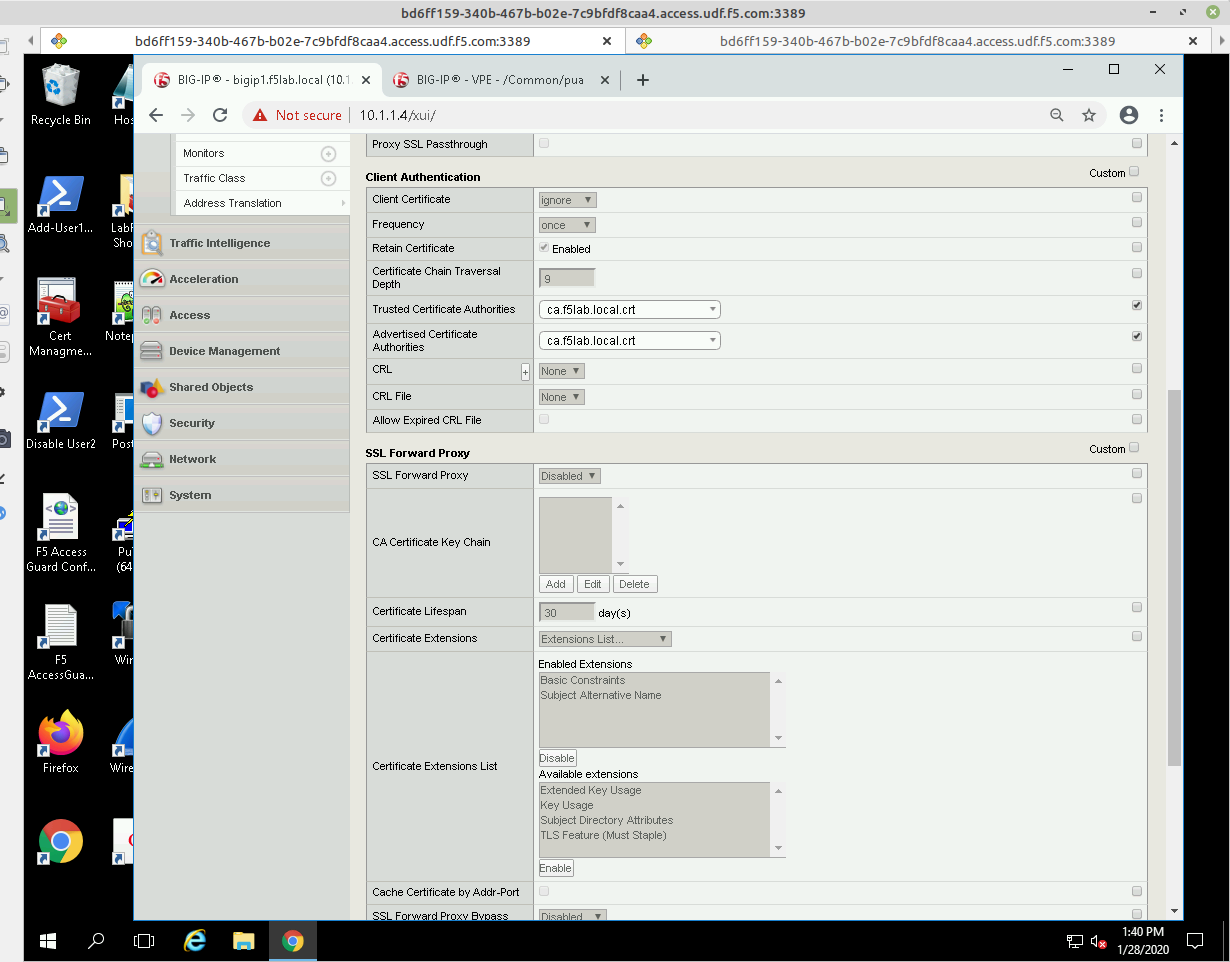 bd6ff159-340b-467b-b02e-7c9bfdf8caa4.access.udf.f5.com:3389
bd6ff159-340b-467b-b02e-7c9bfdf8caa4.access.udf.f5.com:3389
bd6ff159-340b-467b-b02e-7c9bfdf8caa4.access.udf.f5.com:3389
BIG-IP® - bigip1.f5lab.local (10.1
BIG-IP® - VPE - /Common/pua
Not secure
10.1.1.4/xui/
Recycle Bin
Hos
Add-User1...
LabF
Sho
Cert
Managme...
Notep
Disable User2
Post
F5 Access
Guard Conf...
Pu
(64
F5
AccessGua...
Wir
Firefox
Wire
Monitors
Traffic Class
Address Translation
Traffic Intelligence
Acceleration
Access
Device Management
Shared Objects
Security
Network
System
Proxy SSL Passthrough
Client Authentication
Custom
Client Certificate
ignore
Frequency
once
Retain Certificate
Enabled
Certificate Chain Traversal
Depth
9
Trusted Certificate Authorities
ca.f5lab.local.crt
Advertised Certificate
Authorities
ca.f5lab.local.crt
CRL
+
None
CRL File
None
Allow Expired CRL File
SSL Forward Proxy
Custom
SSL Forward Proxy
Disabled
CA Certificate Key Chain
Add
Edit
Delete
Certificate Lifespan
30
day(s)
Certificate Extensions
Extensions List...
Certificate Extensions List
Enabled Extensions
Basic Constraints
Subject Alternative Name
Disable
Available extensions
Extended Key Usage
Key Usage
Subject Directory Attributes
TLS Feature (Must Staple)
Enable
Cache Certificate by Addr-Port
SSL Forward Proxy Bypass
Disabled
1:40 PM
1/28/2020